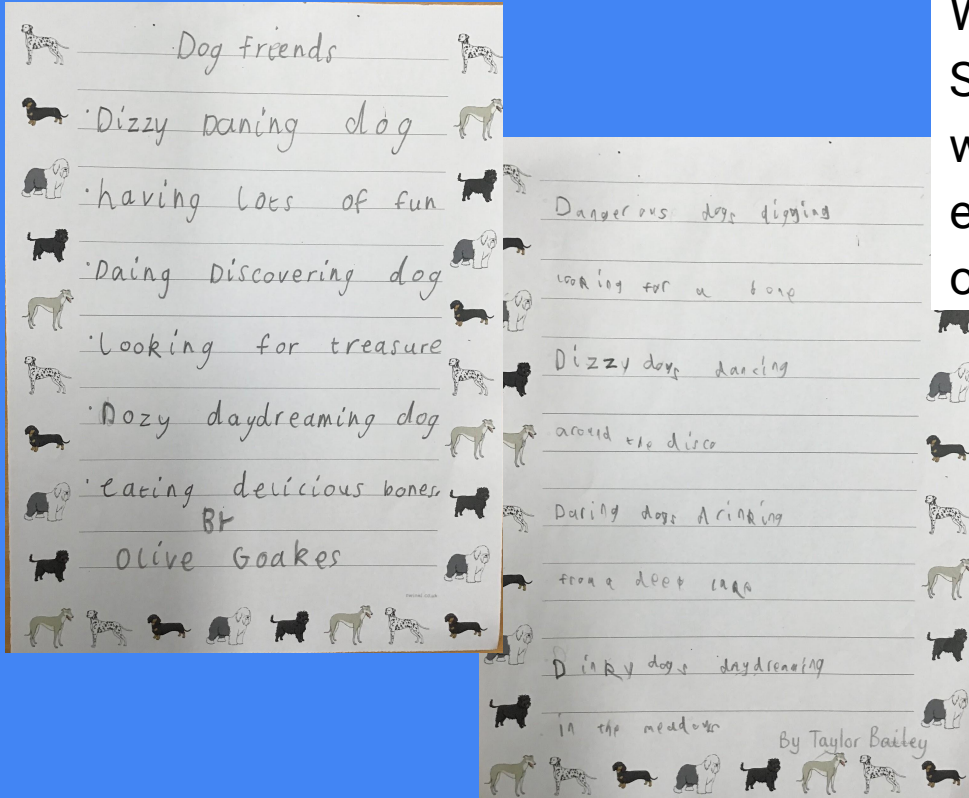 Dog friends
Dizzy Daning dog
having lots of fun
Daing Discovering dog
looking for treasure
Dozy daydreaming dog
eating delicious bones.
BY
Olive Goakes
Dangerous dogs digging
looking for a bone
Dizzy dogs dancing
around the disco
Daring dogs drinking
from a deep lake
Dinky dogs daydreaming
in the meadow
By Taylor Bailey
W
S
w
e
c